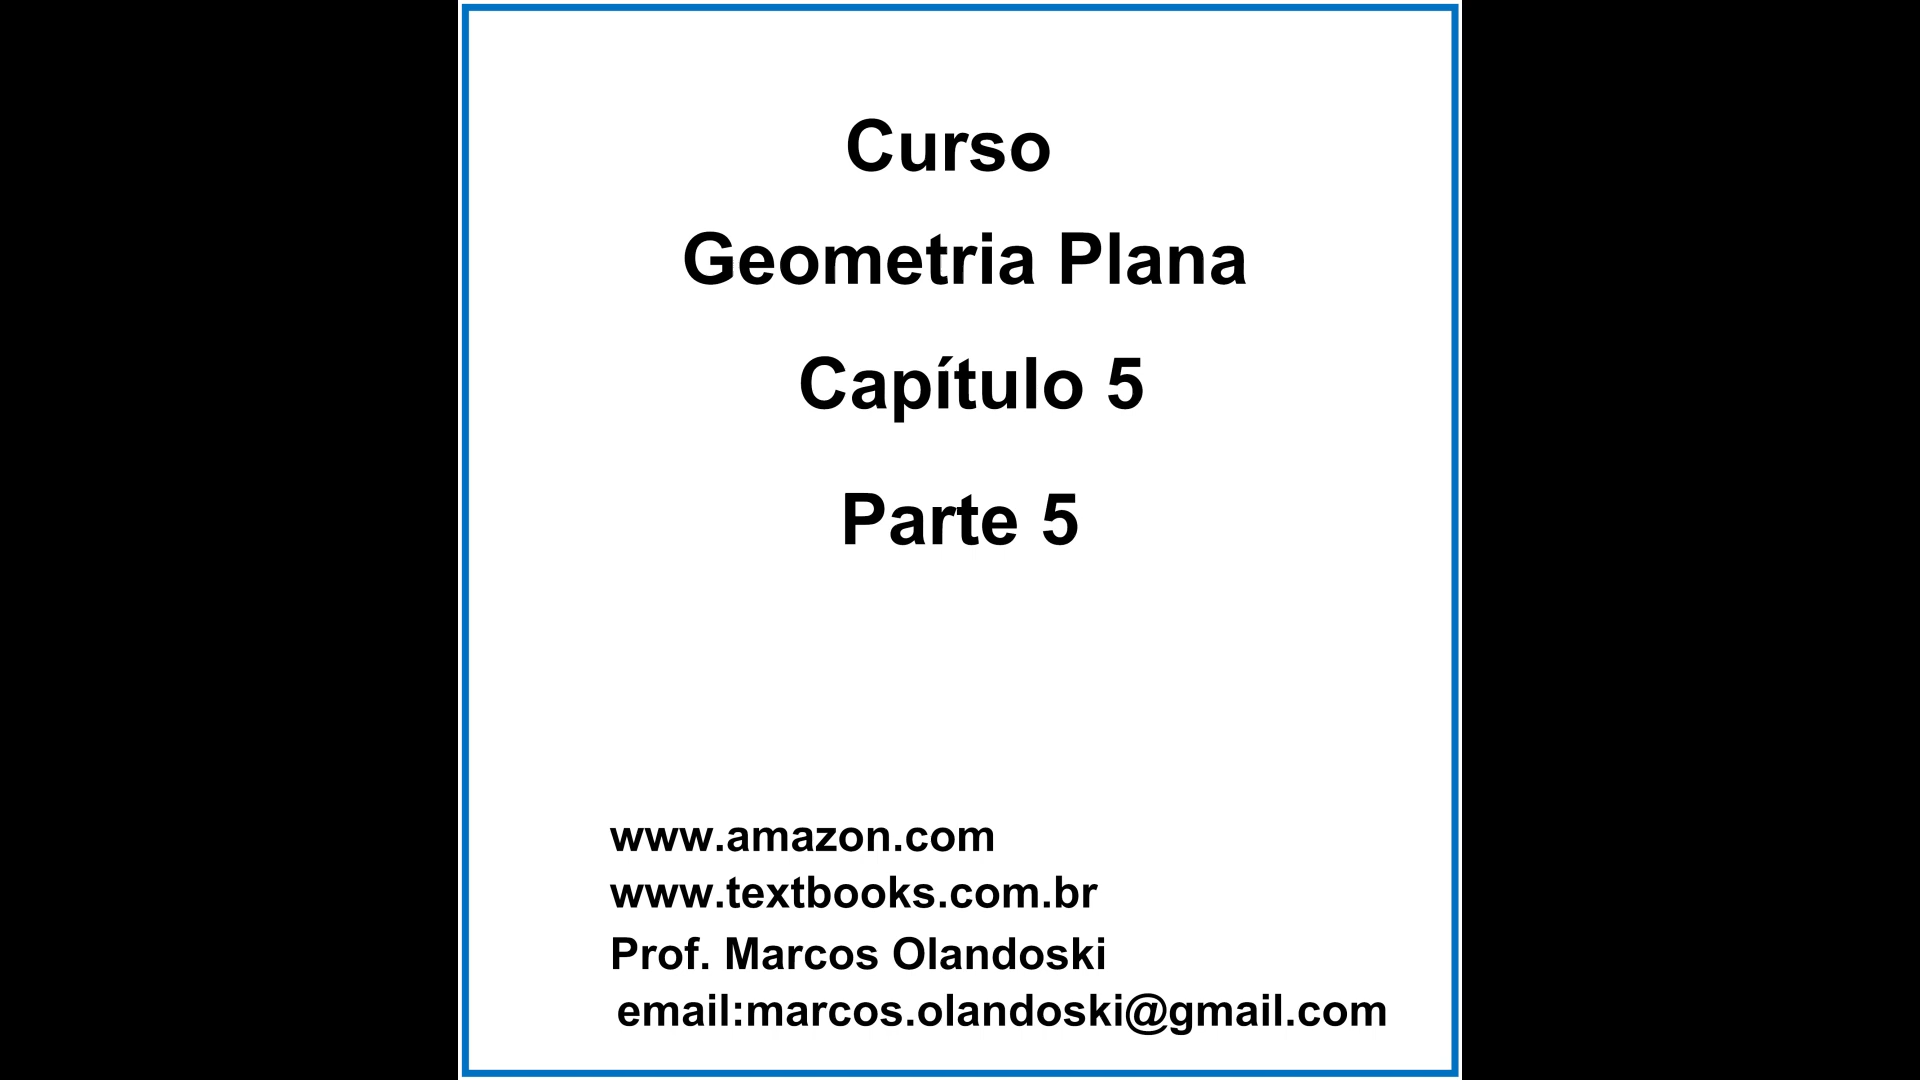 Curso
Geometria Plana
Capítulo 5
Parte 5
www.amazon.com
www.textbooks.com.br
Prof. Marcos Olandoski
email:marcos.olandoski@gmail.com